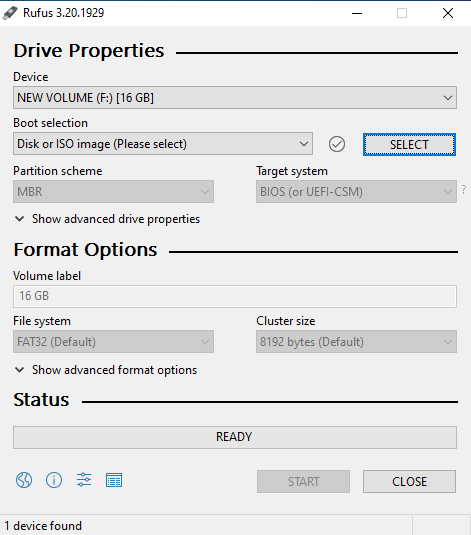 Rufus 3.20.1929
Drive Properties
Device
NEW VOLUME (F:) [16 GB]
Boot selection
Disk or ISO image (Please select)
SELECT
Partition scheme
Target system
MBR
BIOS (or UEFI-CSM)
?
Show advanced drive properties
Format Options
Volume label
16 GB
File system
Cluster size
FAT32 (Default)
8192 bytes (Default)
Show advanced format options
Status
READY
START
CLOSE
1 device found